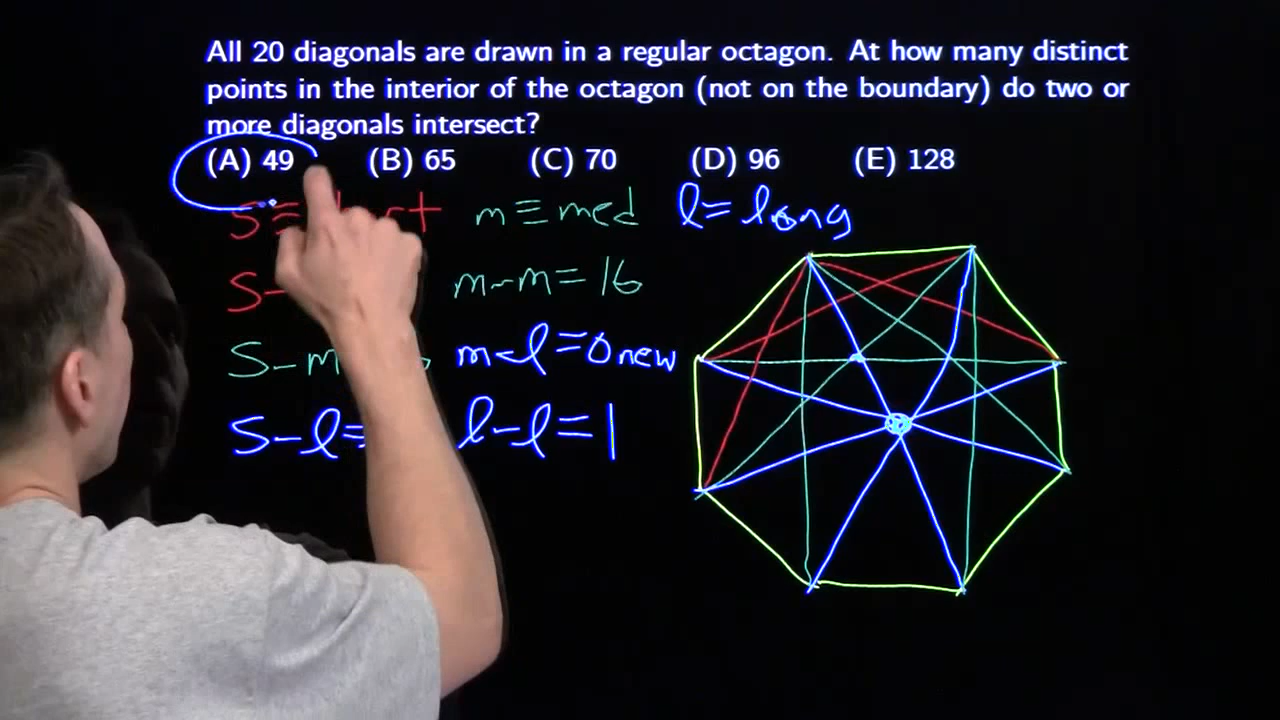 All 20 diagonals are drawn in a regular octagon. At how many distinct
points in the interior of the octagon (not on the boundary) do two or
more diagonals intersect?
(A) 49 (B) 65 (C) 70 (D) 96 (E) 128
m ≡ med l = long
S- m-m = 16
S-m m-l = 0 new
S-l= l-l = 1